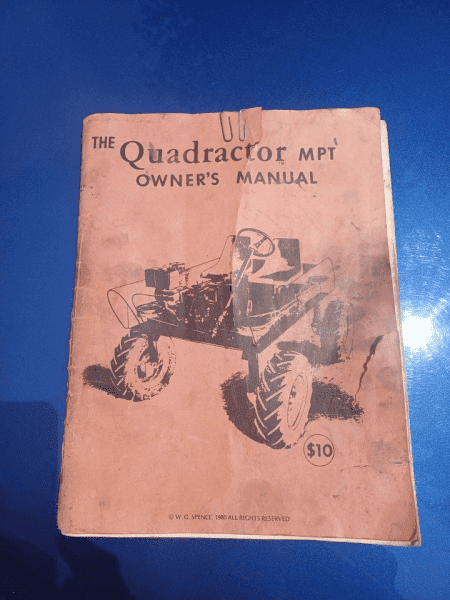 THE Quadractor MPT
OWNER'S MANUAL
$10
© W. G. SPENCE, 1980 ALL RIGHTS RESERVED